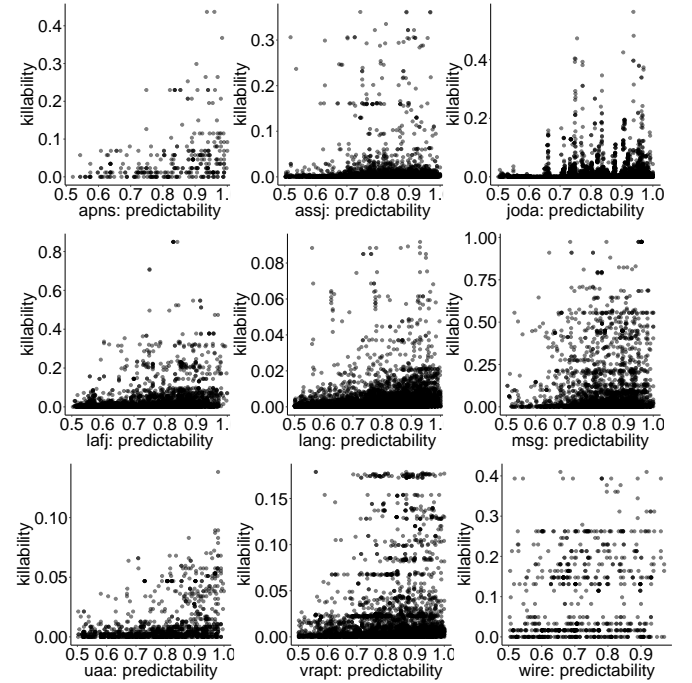 killability
0.4
0.3
0.2
0.1
0.0
0.5 0.6 0.7 0.8 0.9 1.
apns: predictability
killability
0.3
0.2
0.1
0.0
0.5 0.6 0.7 0.8 0.9 1.0
assj: predictability
killability
0.4
0.2
0.0
0.5 0.6 0.7 0.8 0.9 1.0
joda: predictability
killability
0.8
0.6
0.4
0.2
0.0
0.5 0.6 0.7 0.8 0.9 1.0
lafj: predictability
killability
0.08
0.06
0.04
0.02
0.00
0.5 0.6 0.7 0.8 0.9 1.0
lang: predictability
killability
1.00
0.75
0.50
0.25
0.00
0.5 0.6 0.7 0.8 0.9 1.0
msg: predictability
killability
0.10
0.05
0.00
0.5 0.6 0.7 0.8 0.9 1.0
uaa: predictability
killability
0.15
0.10
0.05
0.00
0.5 0.6 0.7 0.8 0.9 1.0
vrapt: predictability
killability
0.4
0.3
0.2
0.1
0.0
0.5 0.6 0.7 0.8 0.9
wire: predictability